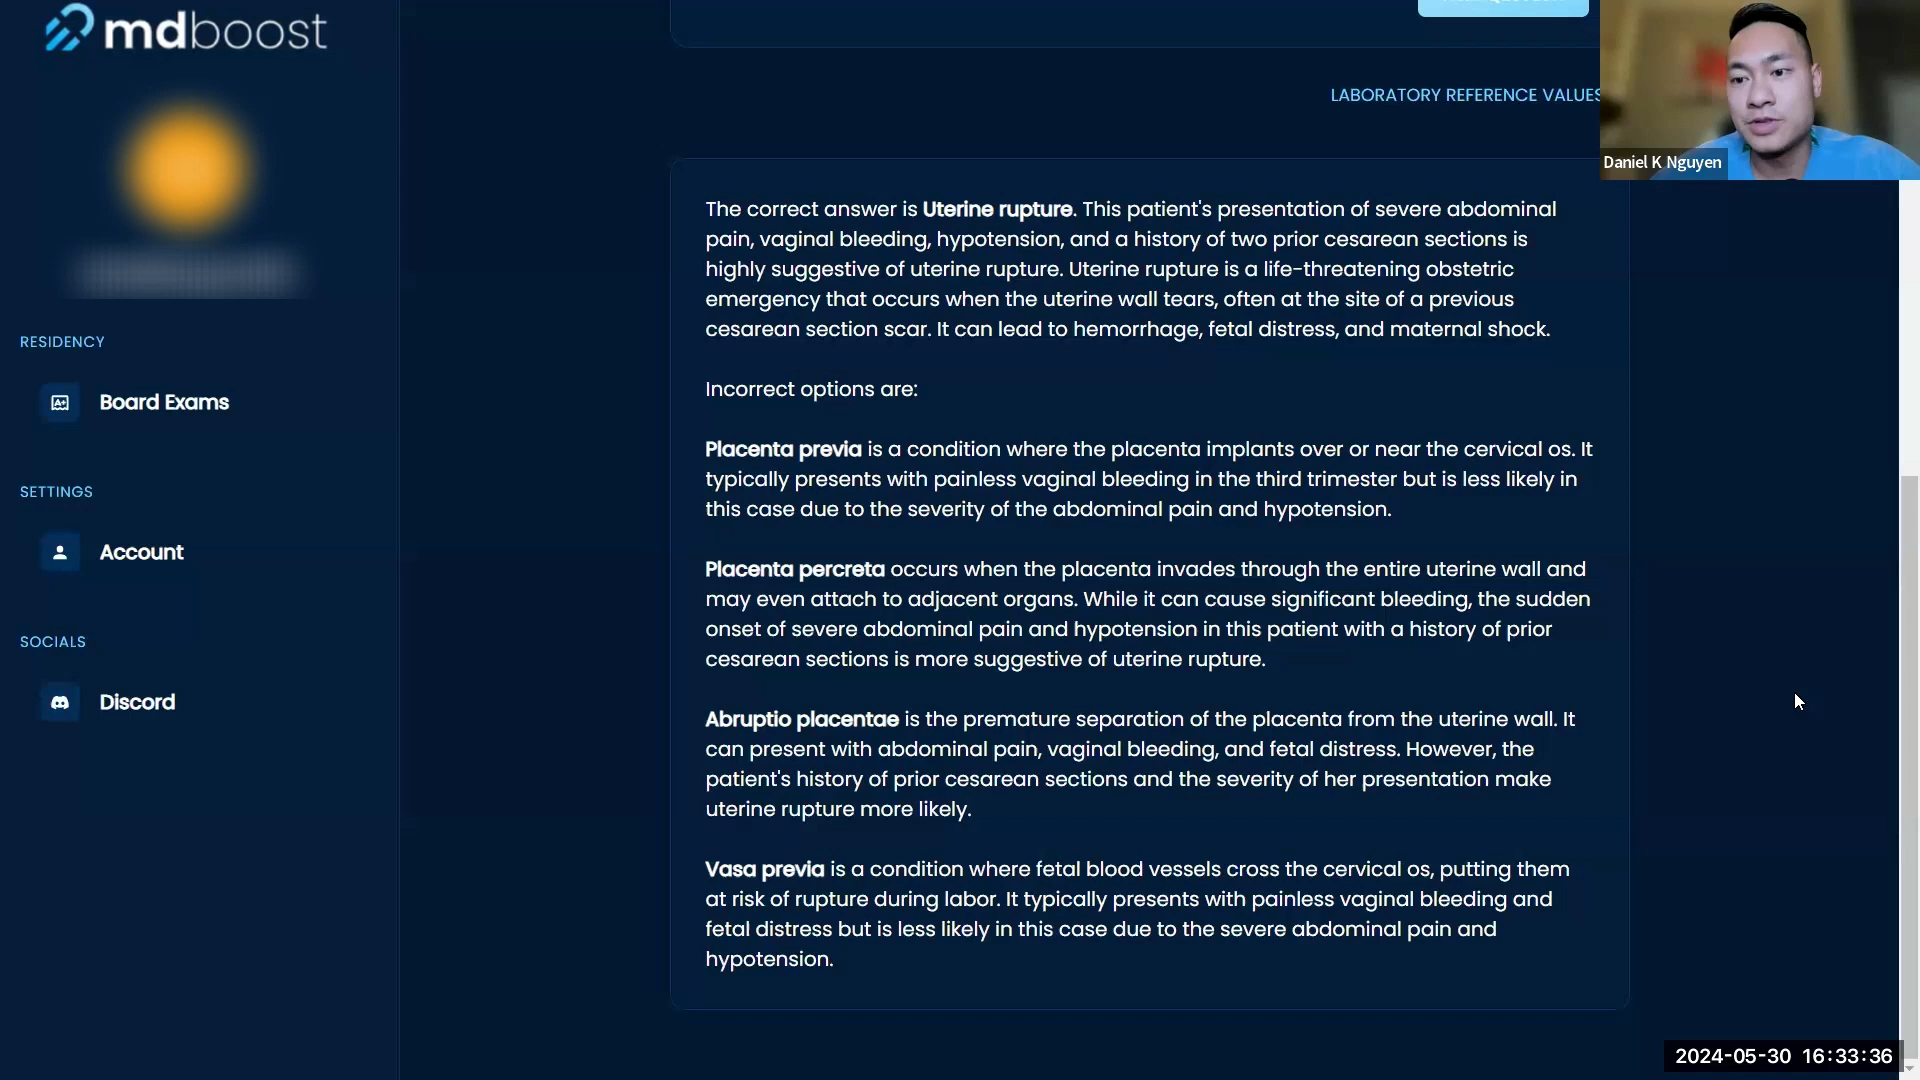 mdboost
LABORATORY REFERENCE VALUES
Daniel K Nguyen
RESIDENCY
Board Exams
SETTINGS
Account
SOCIALS
Discord
The correct answer is Uterine rupture. This patient's presentation of severe abdominal
pain, vaginal bleeding, hypotension, and a history of two prior cesarean sections is
highly suggestive of uterine rupture. Uterine rupture is a life-threatening obstetric
emergency that occurs when the uterine wall tears, often at the site of a previous
cesarean section scar. It can lead to hemorrhage, fetal distress, and maternal shock.
Incorrect options are:
Placenta previa is a condition where the placenta implants over or near the cervical os. It
typically presents with painless vaginal bleeding in the third trimester but is less likely in
this case due to the severity of the abdominal pain and hypotension.
Placenta percreta occurs when the placenta invades through the entire uterine wall and
may even attach to adjacent organs. While it can cause significant bleeding, the sudden
onset of severe abdominal pain and hypotension in this patient with a history of prior
cesarean sections is more suggestive of uterine rupture.
Abruptio placentae is the premature separation of the placenta from the uterine wall. It
can present with abdominal pain, vaginal bleeding, and fetal distress. However, the
patient's history of prior cesarean sections and the severity of her presentation make
uterine rupture more likely.
Vasa previa is a condition where fetal blood vessels cross the cervical os, putting them
at risk of rupture during labor. It typically presents with painless vaginal bleeding and
fetal distress but is less likely in this case due to the severe abdominal pain and
hypotension.
2024-05-30 16:33:36